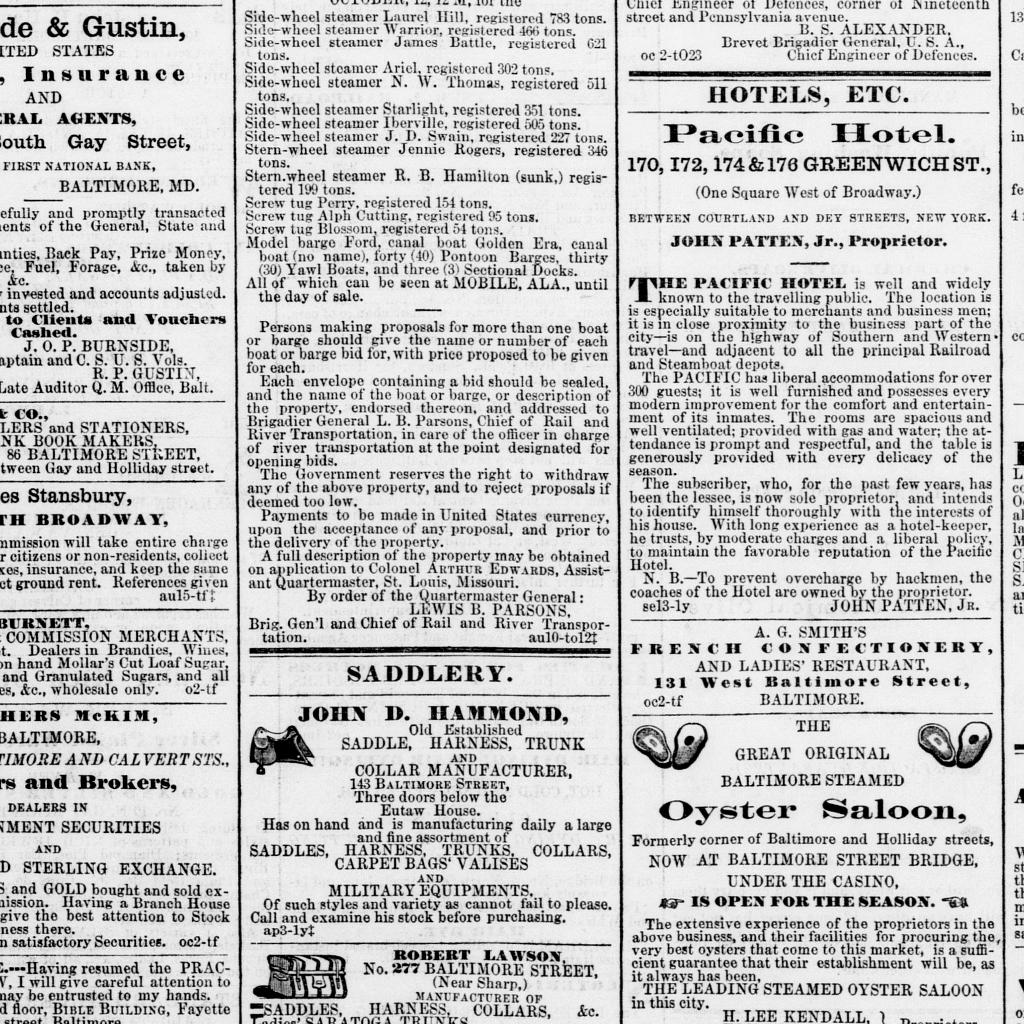 de & Gustin,
ITED STATES
, Insurance
AND
ERAL AGENTS,
South Gay Street,
FIRST NATIONAL BANK,
BALTIMORE, MD.
efully and promptly transacted
ents of the General, State and
nties, Back Pay, Prize Money,
ce, Fuel, Forage, &c., taken by
&c.
invested and accounts adjusted.
nts settled.
to Clients and Vouchers
Cashed.
J. O. P. BURNSIDE,
aptain and C. S. U. S. Vols.
R. P. GUSTIN,
Late Auditor Q. M. Office, Balt.
& CO.,
LERS and STATIONERS,
NK BOOK MAKERS,
86 BALTIMORE STREET,
tween Gay and Holliday street.
es Stansbury,
TH BROADWAY,
mmission will take entire charge
r citizens or non-residents, collect
xes, insurance, and keep the same
ct ground rent. References given
au15-tf‡
BURNETT,
COMMISSION MERCHANTS,
t. Dealers in Brandies, Wines,
on hand Mollar's Cut Loaf Sugar,
and Granulated Sugars, and all
es, &c., wholesale only. o2-tf
HERS McKIM,
BALTIMORE,
TIMORE AND CALVERT STS.,
rs and Brokers,
DEALERS IN
NMENT SECURITIES
AND
D STERLING EXCHANGE.
S and GOLD bought and sold ex-
mission. Having a Branch House
give the best attention to Stock
ness there.
n satisfactory Securities. oc2-tf
E.---Having resumed the PRAC-
W, I will give careful attention to
may be entrusted to my hands.
d floor, BIBLE BUILDING, Fayette
street, Baltimore
OCTOBER, 12, 12 M, for the
Side-wheel steamer Laurel Hill, registered 783 tons.
Side-wheel steamer Warrior, registered 466 tons.
Side-wheel steamer James Battle, registered 621
tons.
Side-wheel steamer Ariel, registered 302 tons.
Side-wheel steamer N. W. Thomas, registered 511
tons.
Side-wheel steamer Starlight, registered 351 tons.
Side-wheel steamer Iberville, registered 505 tons.
Side-wheel steamer J. D. Swain, registered 227 tons.
Stern-wheel steamer Jennie Rogers, registered 346
tons.
Stern.wheel steamer R. B. Hamilton (sunk,) regis-
tered 199 tons.
Screw tug Perry, registered 154 tons.
Screw tug Alph Cutting, registered 95 tons.
Screw tug Blossom, registered 54 tons.
Model barge Ford, canal boat Golden Era, canal
boat (no name), forty (40) Pontoon Barges, thirty
(30) Yawl Boats, and three (3) Sectional Docks.
All of which can be seen at MOBILE, ALA., until
the day of sale.
Persons making proposals for more than one boat
or barge should give the name or number of each
boat or barge bid for, with price proposed to be given
for each.
Each envelope containing a bid should be sealed,
and the name of the boat or barge, or description of
the property, endorsed thereon, and addressed to
Brigadier General L. B. Parsons, Chief of Rail and
River Transportation, in care of the officer in charge
of river transportation at the point designated for
opening bids.
The Government reserves the right to withdraw
any of the above property, and to reject proposals if
deemed too low.
Payments to be made in United States currency,
upon the acceptance of any proposal, and prior to
the delivery of the property.
A full description of the property may be obtained
on application to Colonel ARTHUR EDWARDS, Assist-
ant Quartermaster, St. Louis, Missouri.
By order of the Quartermaster General:
LEWIS B. PARSONS,
Brig. Gen'l and Chief of Rail and River Transpor-
tation. au10-to12‡
SADDLERY.
JOHN D. HAMMOND,
Old Established
SADDLE, HARNESS, TRUNK
AND
COLLAR MANUFACTURER,
143 BALTIMORE STREET,
Three doors below the
Eutaw House.
Has on hand and is manufacturing daily a large
and fine assortment of
SADDLES, HARNESS, TRUNKS, COLLARS,
CARPET BAGS' VALISES
AND
MILITARY EQUIPMENTS,
Of such styles and variety as cannot fail to please.
Call and examine his stock before purchasing.
ap3-1y‡
ROBERT LAWSON,
No. 277 BALTIMORE STREET,
(Near Sharp,)
MANUFACTURER OF
SADDLES, HARNESS, COLLARS, &c.
Ladies' SARATOGA TRUNKS
Chief Engineer of Defences, corner of Nineteenth
street and Pennsylvania avenue.
B. S. ALEXANDER,
Brevet Brigadier General, U. S. A.,
oc 2-tO23 Chief Engineer of Defences.
HOTELS, ETC.
Pacific Hotel.
170, 172, 174 & 176 GREENWICH ST.,
(One Square West of Broadway.)
BETWEEN COURTLAND AND DEY STREETS, NEW YORK.
JOHN PATTEN, Jr., Proprietor.
THE PACIFIC HOTEL is well and widely
known to the travelling public. The location is
is especially suitable to merchants and business men;
it is in close proximity to the business part of the
city—is on the highway of Southern and Western
travel—and adjacent to all the principal Railroad
and Steamboat depots.
The PACIFIC has liberal accommodations for over
300 guests; it is well furnished and possesses every
modern improvement for the comfort and entertain-
ment of its inmates. The rooms are spacious and
well ventilated; provided with gas and water; the at-
tendance is prompt and respectful, and the table is
generously provided with every delicacy of the
season.
The subscriber, who, for the past few years, has
been the lessee, is now sole proprietor, and intends
to identify himself thoroughly with the interests of
his house. With long experience as a hotel-keeper,
he trusts, by moderate charges and a liberal policy,
to maintain the favorable reputation of the Pacific
Hotel.
N. B.—To prevent overcharge by hackmen, the
coaches of the Hotel are owned by the proprietor.
se13-1y JOHN PATTEN, JR.
A. G. SMITH'S
FRENCH CONFECTIONERY,
AND LADIES' RESTAURANT,
131 West Baltimore Street,
oc2-tf BALTIMORE.
THE
GREAT ORIGINAL
BALTIMORE STEAMED
Oyster Saloon,
Formerly corner of Baltimore and Holliday streets,
NOW AT BALTIMORE STREET BRIDGE,
UNDER THE CASINO,
IS OPEN FOR THE SEASON.
The extensive experience of the proprietors in the
above business, and their facilities for procuring the
very best oysters that come to this market, is a suffi-
cient guarantee that their establishment will be, as
it always has been,
THE LEADING STEAMED OYSTER SALOON
in this city.
H. LEE KENDALL, } Proprietors